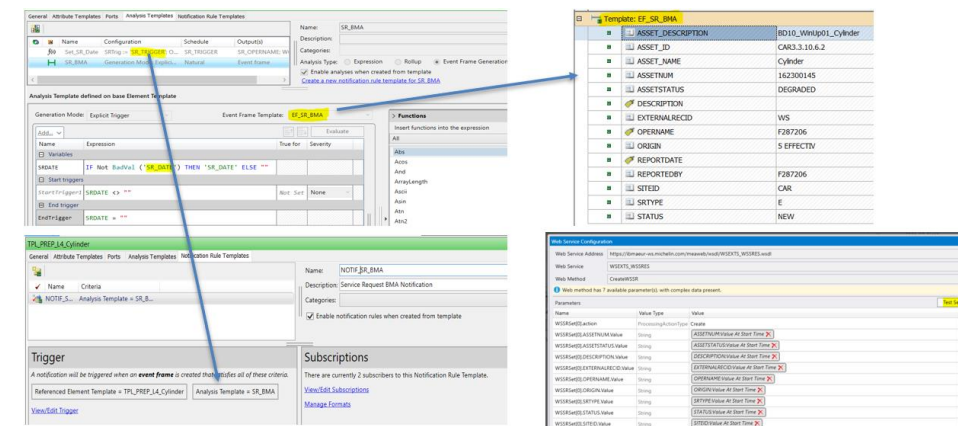 General Attribute Templates Ports Analysis Templates Notification Rule Templates
Name: SR_BMA
Description:
Categories:
Analysis Type: Expression Rollup Event Frame Generation
Enable analyses when created from template
Create a new notification rule template for SR_BMA
Name Configuration Schedule Output(s)
f(x) Set_SR_Date SRTrig := SR_TRIGGER; O... SR_TRIGGER SR_OPERNAME; W
SR_BMA Generation Mode: Explici... Natural Event frame
Analysis Template defined on base Element Template
Generation Mode: Explicit Trigger
Event Frame Template: EF_SR_BMA
Add...
Evaluate
Name Expression True for Severity
Variables
SRDATE IF Not BadVal ('SR_DATE') THEN 'SR_DATE' ELSE ""
Start triggers
StartTrigger1 SRDATE <> "" Not Set None
End trigger
EndTrigger SRDATE = ""
> Functions
Insert functions into the expression
All
Abs
Acos
And
ArrayLength
Ascii
Asin
Atn
Atn2
Template: EF_SR_BMA
ASSET_DESCRIPTION BD10_WinUp01_Cylinder
ASSET_ID CAR3.3.10.6.2
ASSET_NAME Cylinder
ASSETNUM 162300145
ASSETSTATUS DEGRADED
DESCRIPTION
EXTERNALRECID WS
OPERNAME F287206
ORIGIN 5 EFFECTIV
REPORTDATE
REPORTEDBY F287206
SITEID CAR
SRTYPE E
STATUS NEW
TPL_PREP_L4_Cylinder
General Attribute Templates Ports Analysis Templates Notification Rule Templates
Name Criteria
NOTIF_S... Analysis Template = SR_B...
Name: NOTIF_SR_BMA
Description: Service Request BMA Notification
Categories:
Enable notification rules when created from template
Trigger
A notification will be triggered when an event frame is created that satisfies all of these criteria.
Referenced Element Template = TPL_PREP_L4_Cylinder
Analysis Template = SR_BMA
View/Edit Trigger
Subscriptions
There are currently 2 subscribers to this Notification Rule Template.
View/Edit Subscriptions
Manage Formats
Web Service Configuration
Web Service Address
Web Service WSEXTS_WSSRES
Web Method CreateWSSR
Web method has 7 available parameter(s), with complex data present.
Parameters
Test Se
Name Value Type Value
WSSRSet[0].action ProcessingActionType Create
WSSRSet[0].ASSETNUM.Value String ASSETNUM:Value At Start Time
WSSRSet[0].ASSETSTATUS.Value String ASSETSTATUS:Value At Start Time
WSSRSet[0].DESCRIPTION.Value String DESCRIPTION:Value At Start Time
WSSRSet[0].EXTERNALRECID.Value String EXTERNALRECID:Value At Start Time
WSSRSet[0].OPERNAME.Value String OPERNAME:Value At Start Time
WSSRSet[0].ORIGIN.Value String ORIGIN:Value At Start Time
WSSRSet[0].SRTYPE.Value String SRTYPE:Value At Start Time
WSSRSet[0].STATUS.Value String STATUS:Value At Start Time
WSSRSet[0].SITEID.Value String SITEID:Value At Start Time